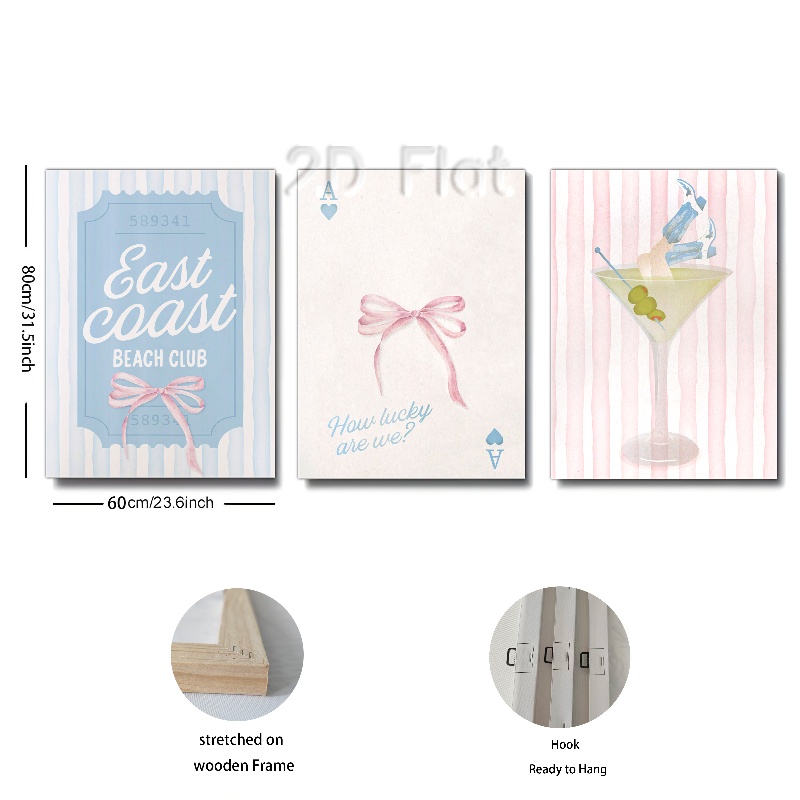 2D Flat
589341
East
coast
BEACH CLUB
589341
A
How lucky
are we?
A
80cm/31.5inch
60cm/23.6inch
stretched on
wooden Frame
Hook
Ready to Hang